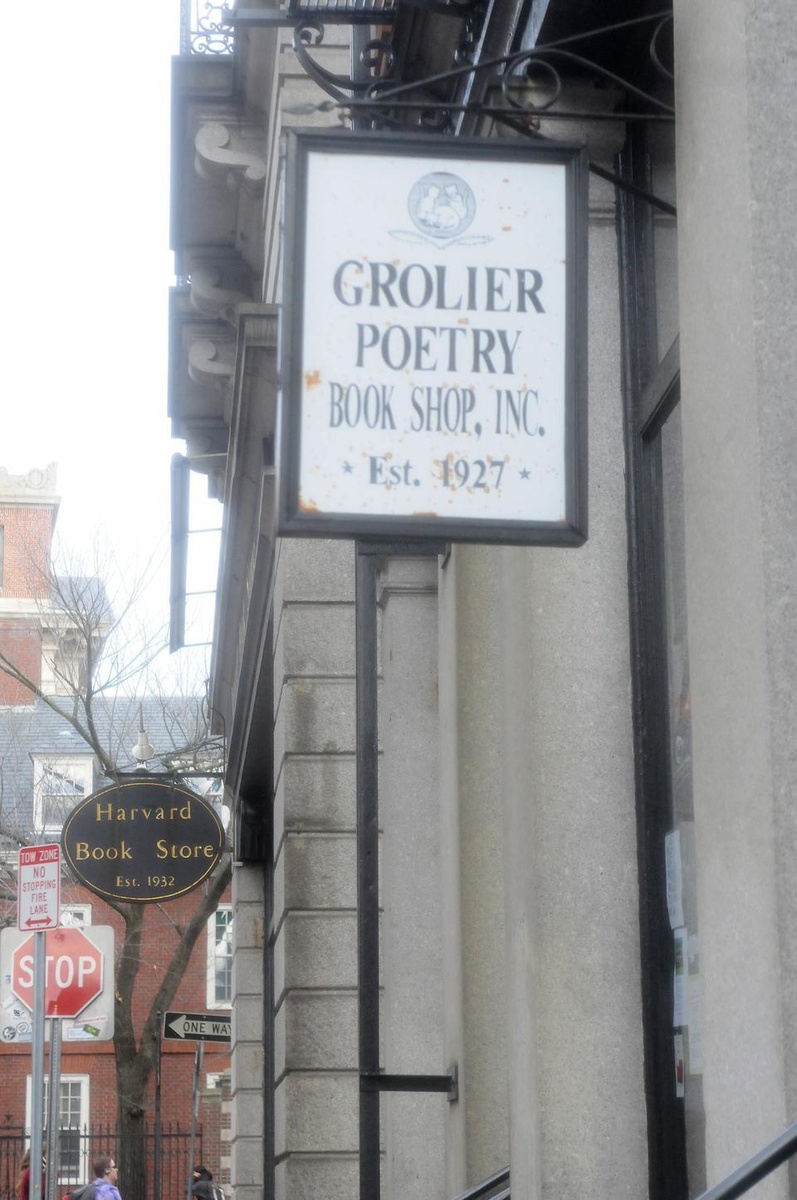 GROLIER
POETRY
BOOK SHOP, INC.
★ Est. 1927 ★
Harvard
Book Store
Est. 1932
TOW ZONE
NO
STOPPING
FIRE
LANE
STOP
ONE WAY